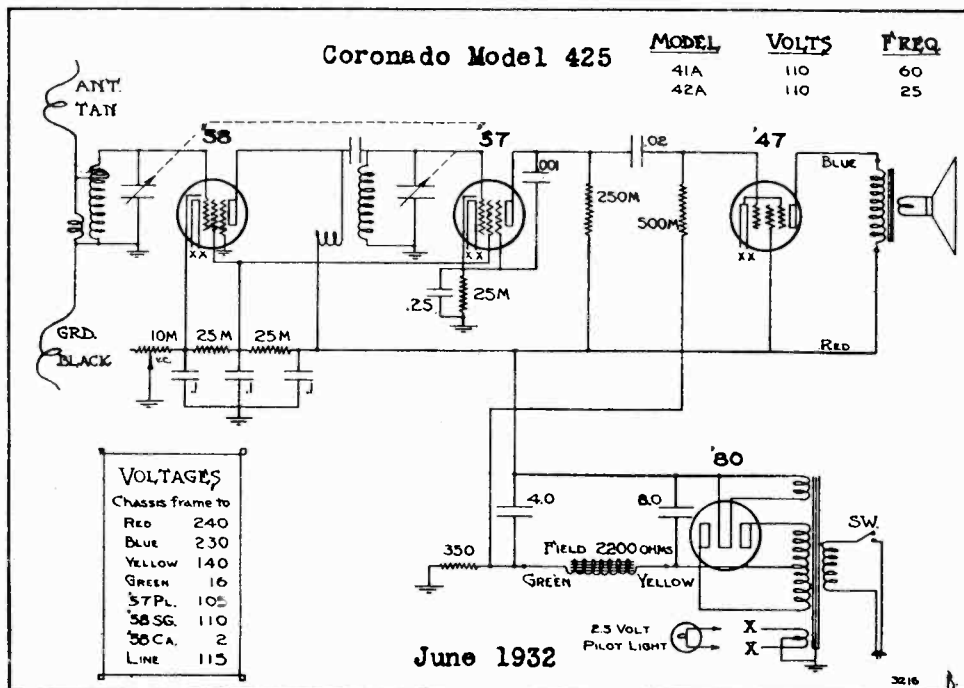 Coronado Model 425
MODEL VOLTS FREQ
41A 110 60
42A 110 25
ANT.
TAN
'58
'57
'47
.001
.02
BLUE
250M
500M
XX
XX
XX
.25
25M
GRD.
BLACK
10M
25M
25M
V.C.
.1
.1
.1
RED
VOLTAGES
Chassis frame to
RED 240
BLUE 230
YELLOW 140
GREEN 16
'57 PL. 105
'58 SG. 110
'58 CA. 2
LINE 115
'80
4.0
8.0
SW.
350
FIELD 2200 OHMS
GREEN
YELLOW
2.5 VOLT
PILOT LIGHT
X
X
June 1932
3216